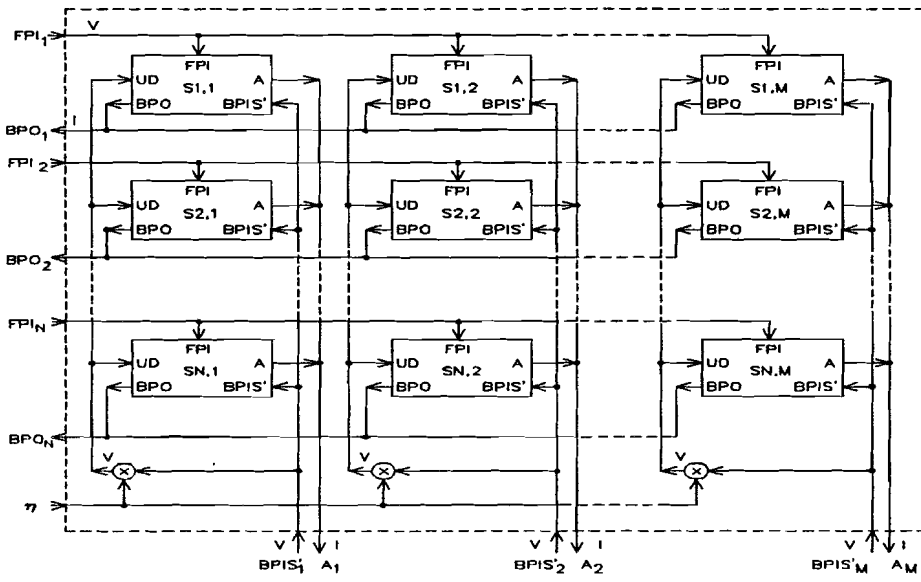 FPI1 V
FPI FPI FPI
UD S1,1 A UD S1,2 A UD S1,M A
BPO BPIS' BPO BPIS' BPO BPIS'
BPO1 I
FPI2
FPI FPI FPI
UD S2,1 A UD S2,2 A UD S2,M A
BPO BPIS' BPO BPIS' BPO BPIS'
BPO2
FPIN
FPI FPI FPI
UD SN,1 A UD SN,2 A UD SN,M A
BPO BPIS' BPO BPIS' BPO BPIS'
BPON
V V V V V V
× × ×
η
V I V I V I
BPIS'1 A1 BPIS'2 A2 BPIS'M AM